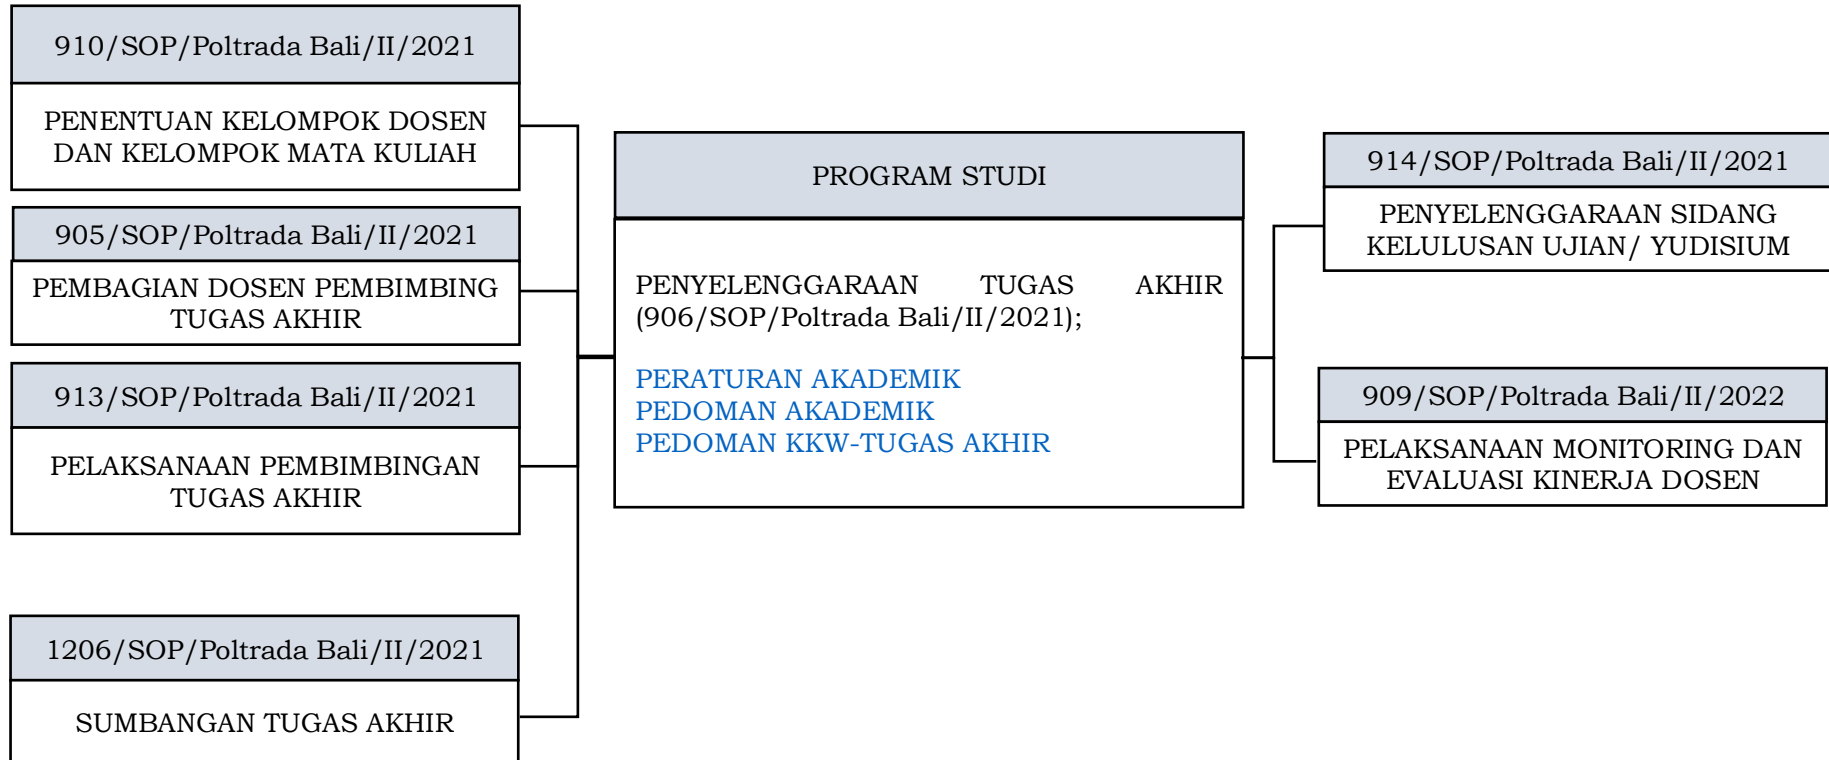 910/SOP/Poltrada Bali/II/2021
PENENTUAN KELOMPOK DOSEN
DAN KELOMPOK MATA KULIAH
905/SOP/Poltrada Bali/II/2021
PEMBAGIAN DOSEN PEMBIMBING
TUGAS AKHIR
913/SOP/Poltrada Bali/II/2021
PELAKSANAAN PEMBIMBINGAN
TUGAS AKHIR
1206/SOP/Poltrada Bali/II/2021
SUMBANGAN TUGAS AKHIR
PROGRAM STUDI
PENYELENGGARAAN TUGAS AKHIR
(906/SOP/Poltrada Bali/II/2021);
PERATURAN AKADEMIK
PEDOMAN AKADEMIK
PEDOMAN KKW-TUGAS AKHIR
914/SOP/Poltrada Bali/II/2021
PENYELENGGARAAN SIDANG
KELULUSAN UJIAN/ YUDISIUM
909/SOP/Poltrada Bali/II/2022
PELAKSANAAN MONITORING DAN
EVALUASI KINERJA DOSEN